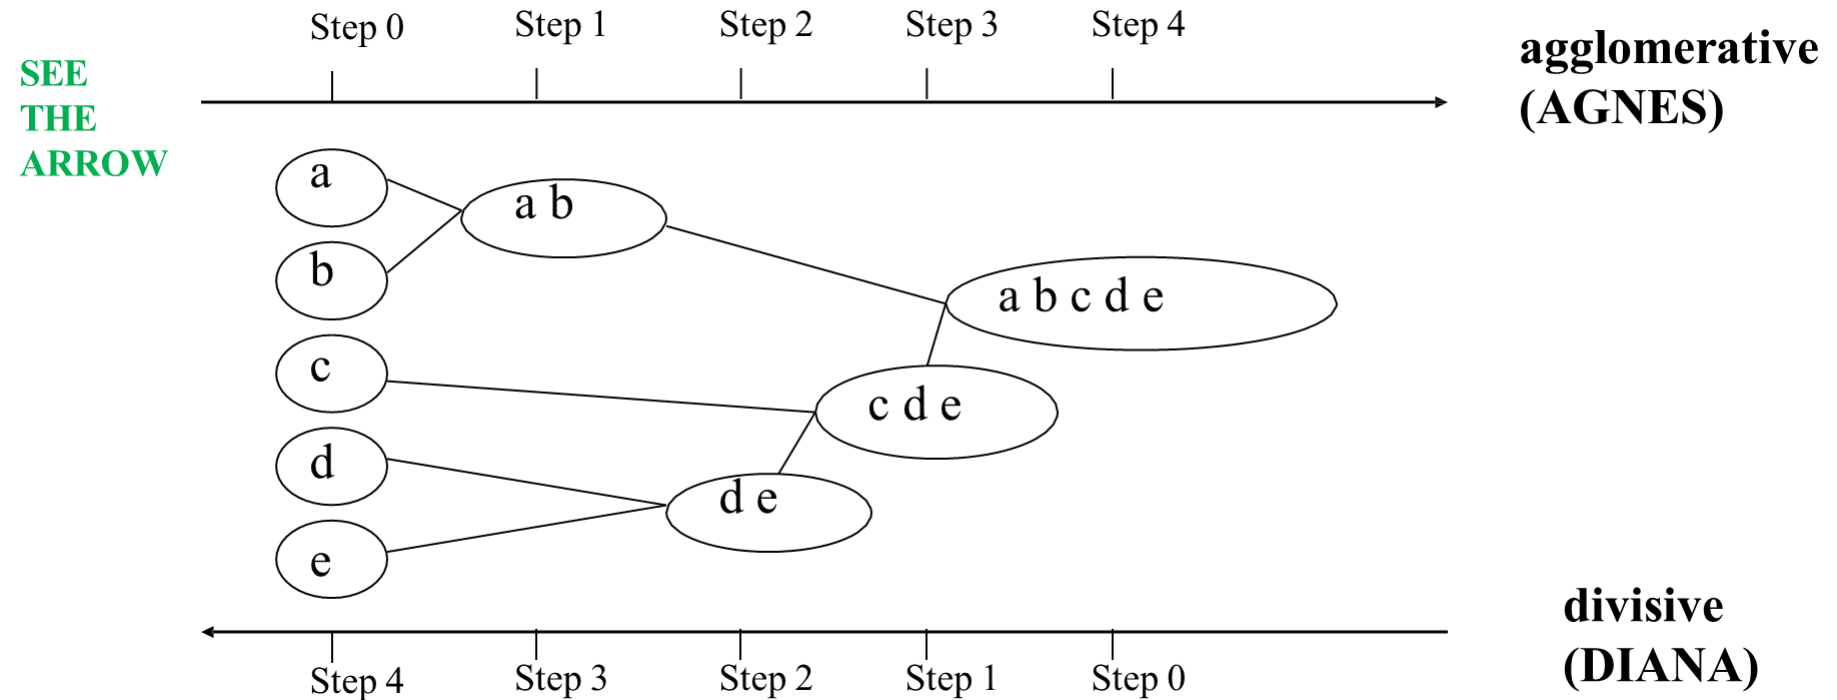 Step 0 Step 1 Step 2 Step 3 Step 4
agglomerative
(AGNES)
SEE
THE
ARROW
a
a b
b
a b c d e
c
c d e
d
d e
e
divisive
(DIANA)
Step 4 Step 3 Step 2 Step 1 Step 0